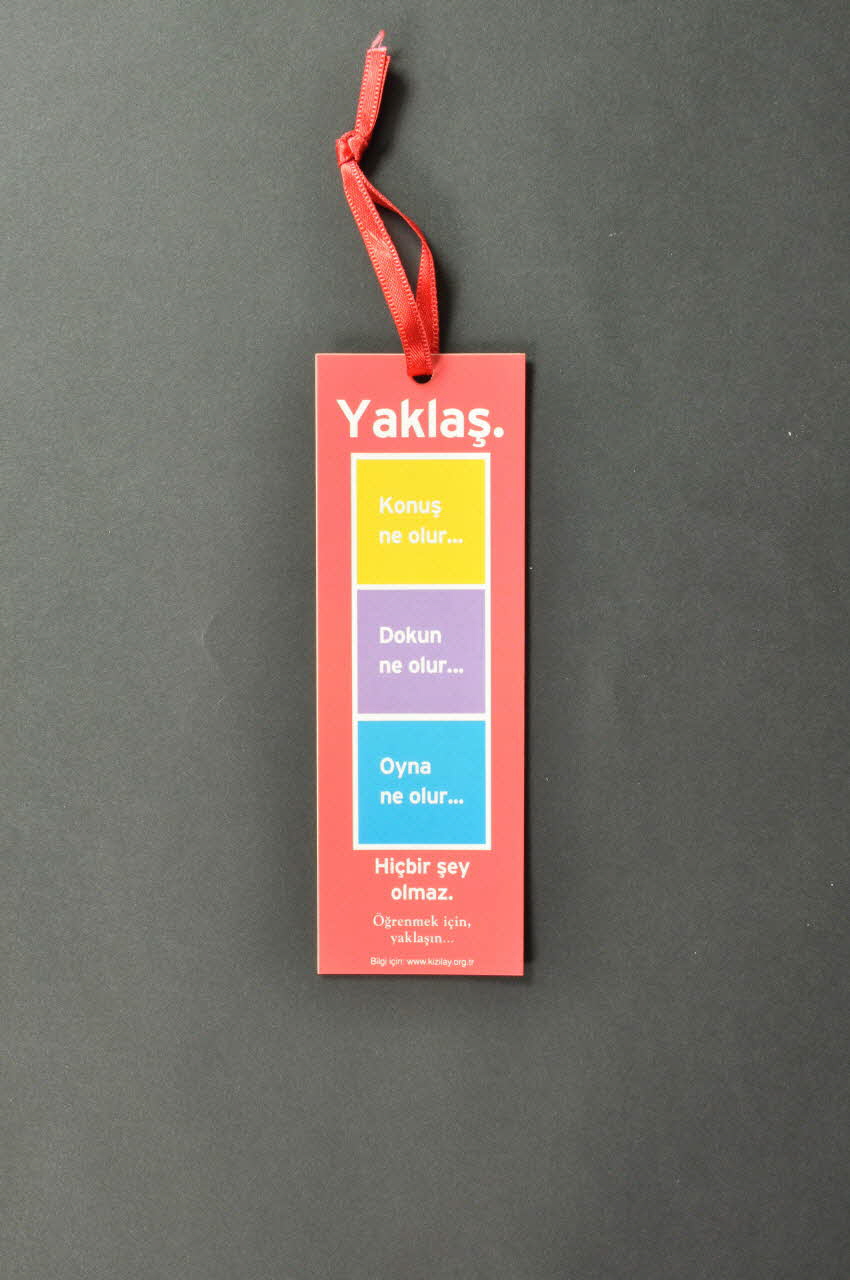 Yaklaş.
Konuş
ne olur...
Dokun
ne olur...
Oyna
ne olur...
Hiçbir şey
olmaz.
Öğrenmek için,
yaklaşın...
Bilgi için: www.kizilay.org.tr